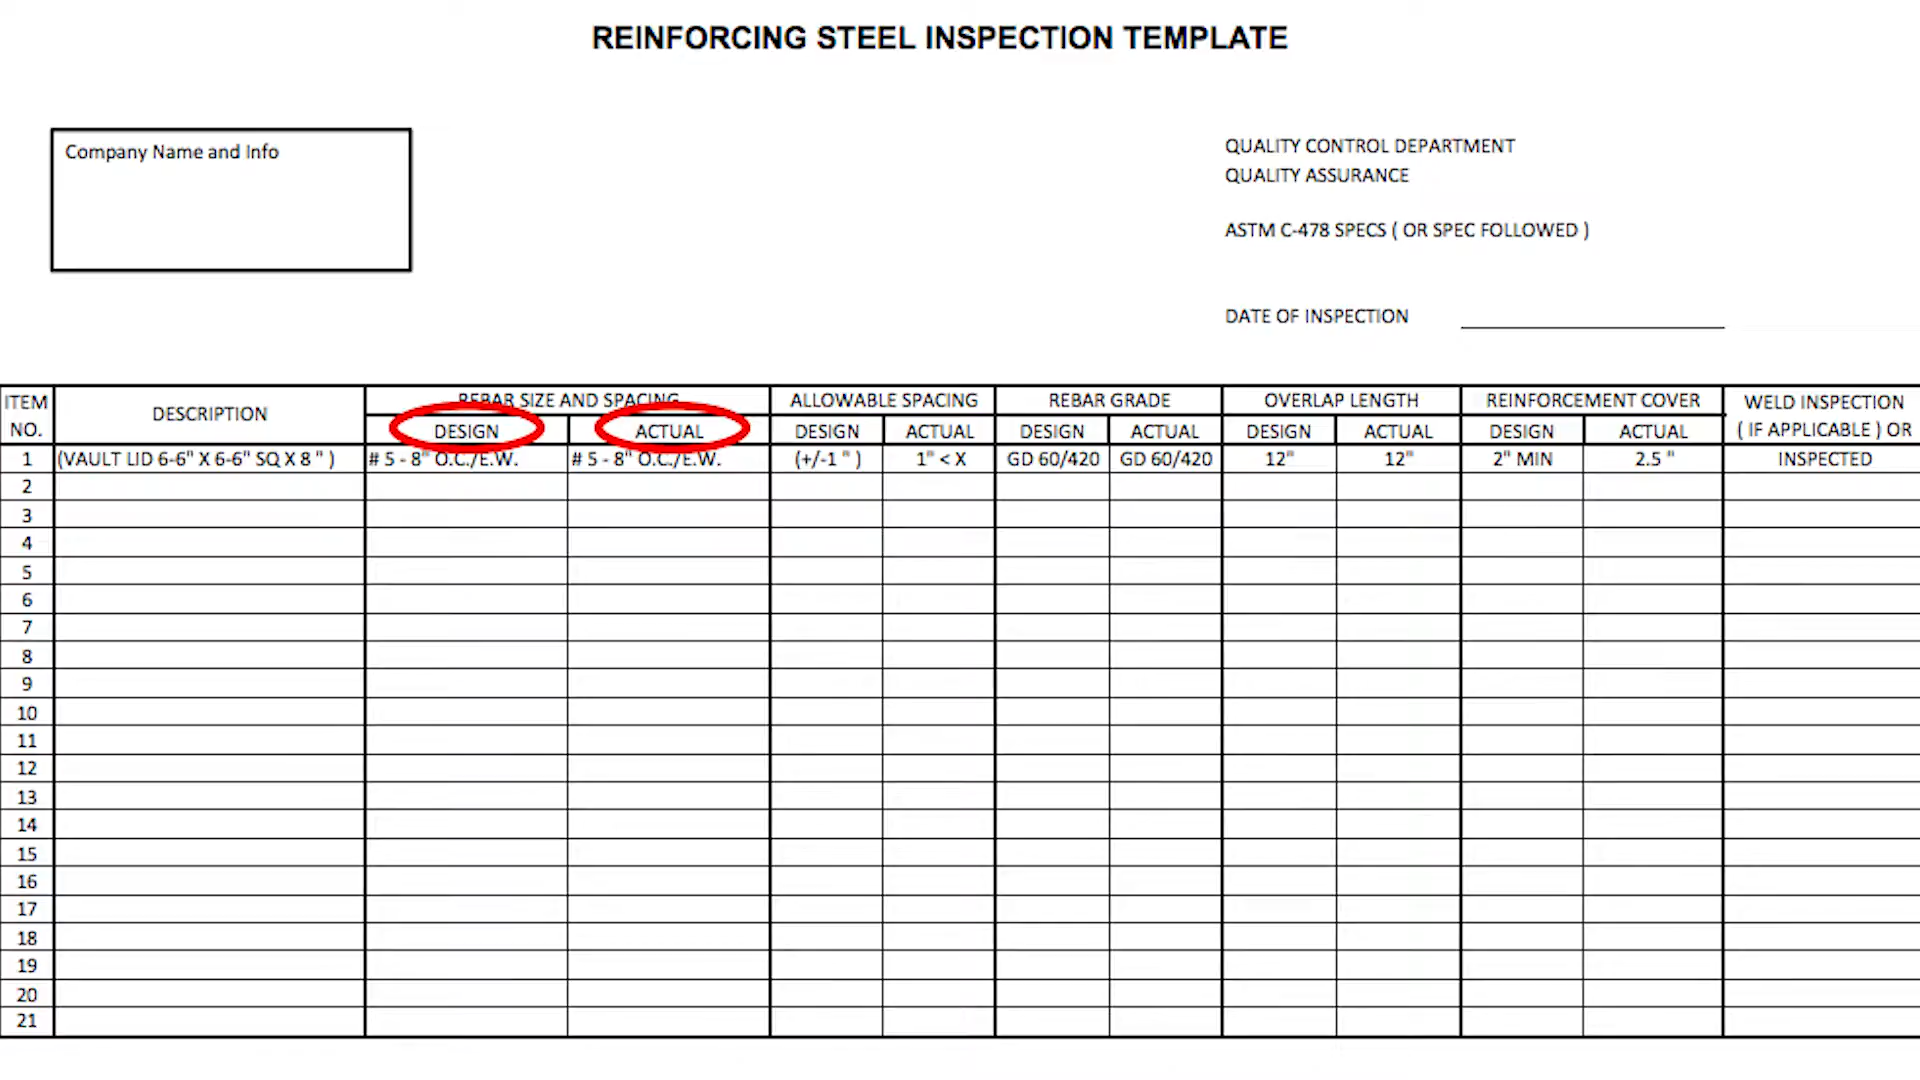 REINFORCING STEEL INSPECTION TEMPLATE
Company Name and Info
QUALITY CONTROL DEPARTMENT
QUALITY ASSURANCE
ASTM C-478 SPECS ( OR SPEC FOLLOWED )
DATE OF INSPECTION
ITEM NO. DESCRIPTION REBAR SIZE AND SPACING ALLOWABLE SPACING REBAR GRADE OVERLAP LENGTH REINFORCEMENT COVER WELD INSPECTION ( IF APPLICABLE ) OR
DESIGN ACTUAL DESIGN ACTUAL DESIGN ACTUAL DESIGN ACTUAL DESIGN ACTUAL
1 (VAULT LID 6-6" X 6-6" SQ X 8 " ) # 5 - 8" O.C./E.W. # 5 - 8" O.C./E.W. (+/-1 " ) 1" < X GD 60/420 GD 60/420 12" 12" 2" MIN 2.5 " INSPECTED
2
3
4
5
6
7
8
9
10
11
12
13
14
15
16
17
18
19
20
21